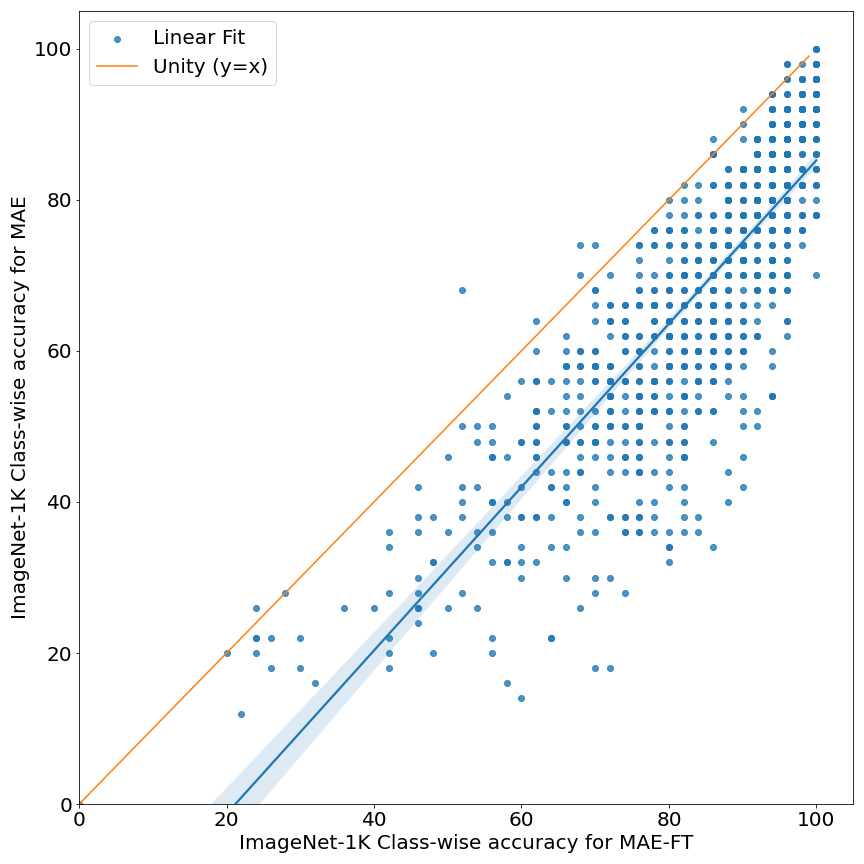 Linear Fit
Unity (y=x)
100
80
60
40
20
0
ImageNet-1K Class-wise accuracy for MAE
0 20 40 60 80 100
ImageNet-1K Class-wise accuracy for MAE-FT